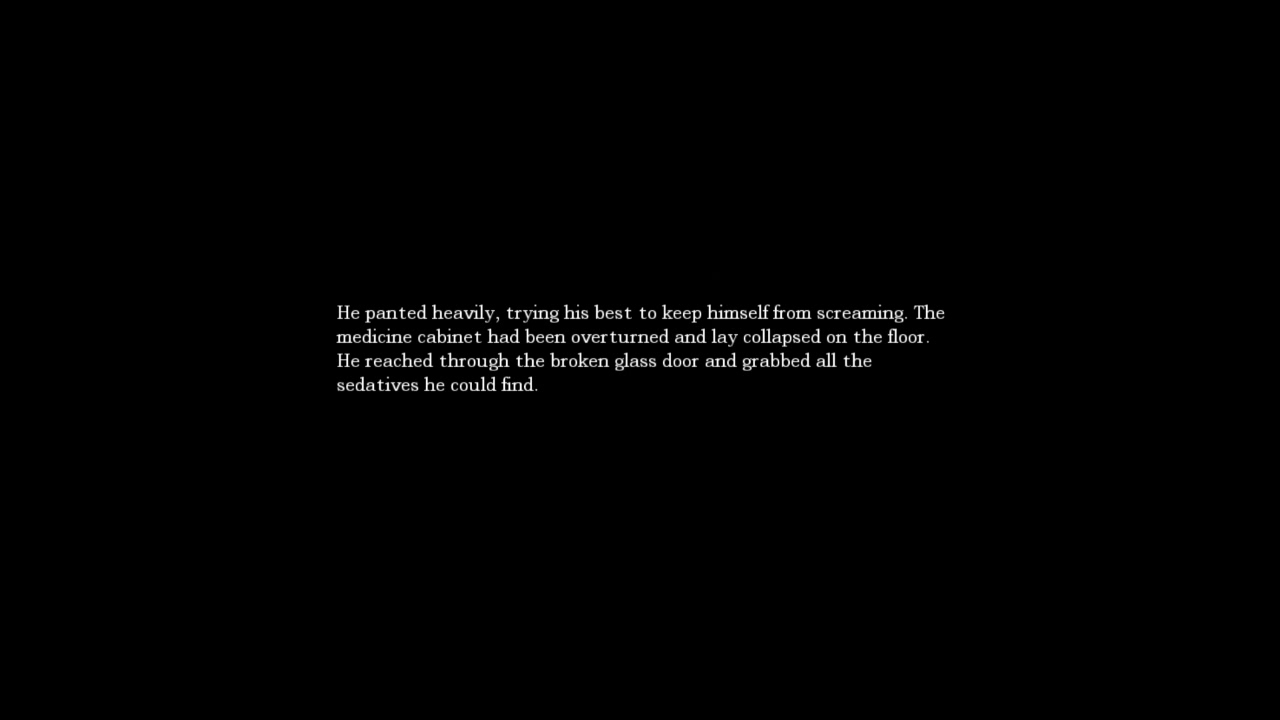 He panted heavily, trying his best to keep himself from screaming. The
medicine cabinet had been overturned and lay collapsed on the floor.
He reached through the broken glass door and grabbed all the
sedatives he could find.